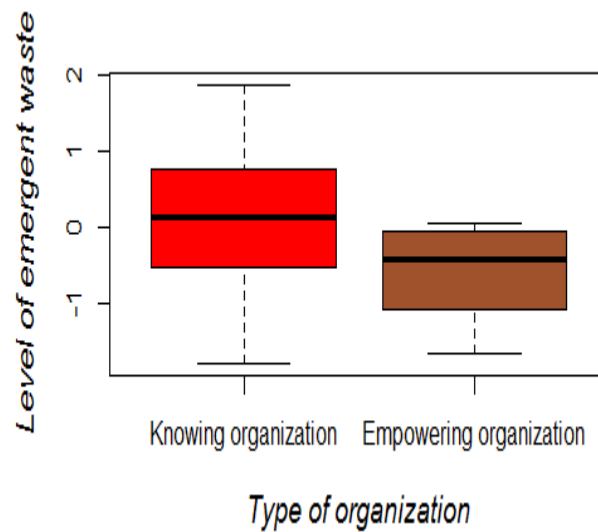 Level of emergent waste
2
1
0
-1
Knowing organization Empowering organization
Type of organization